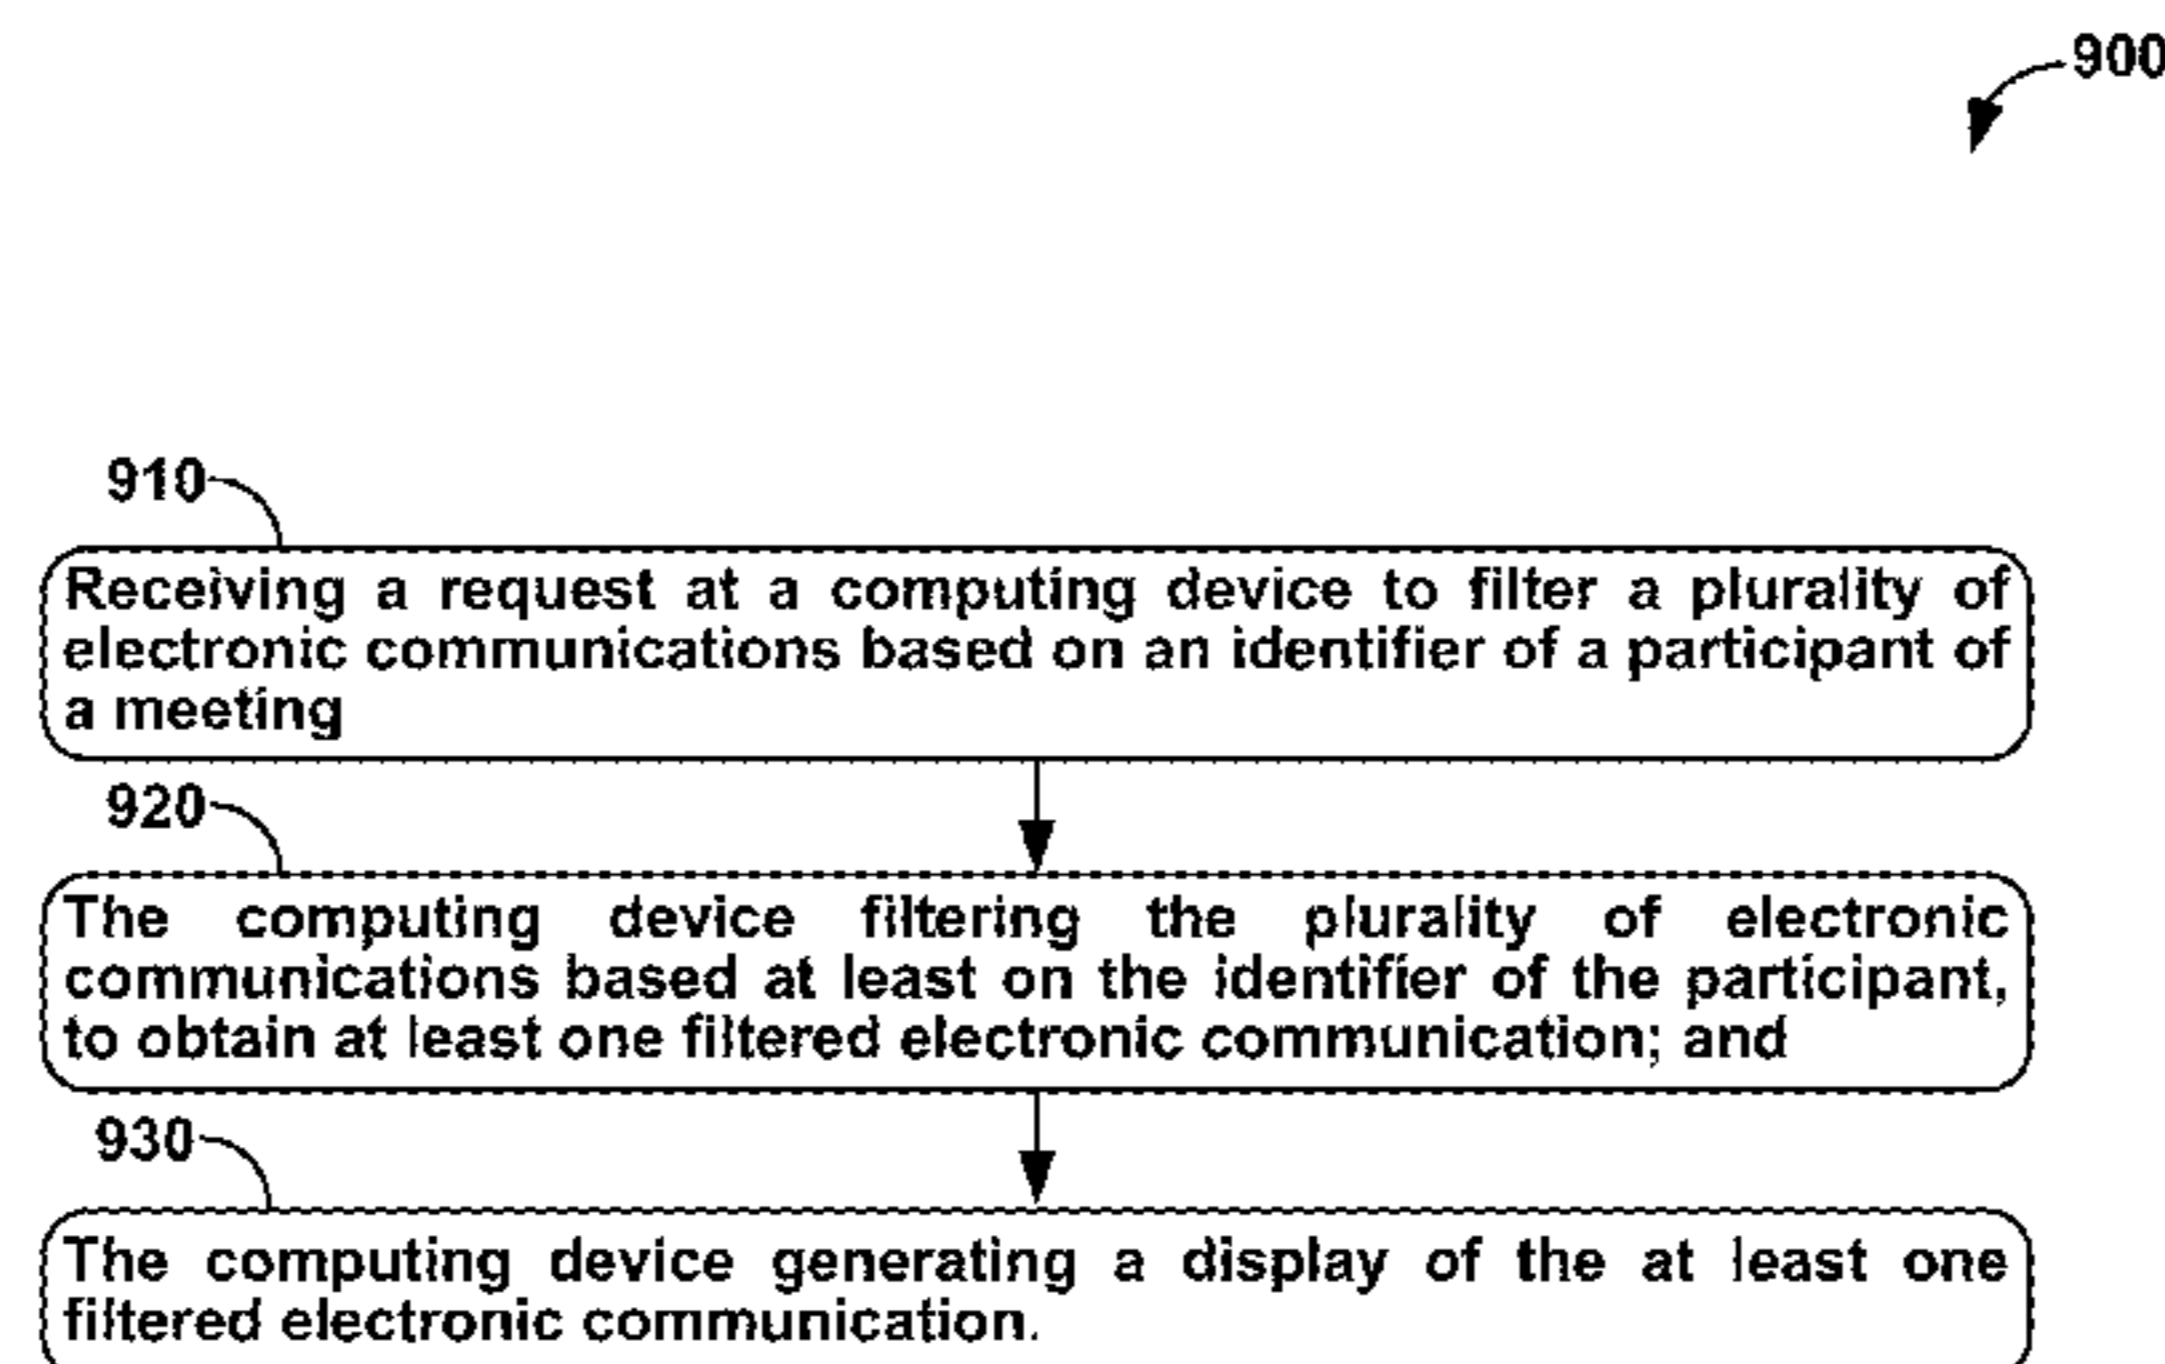 900
910
Receiving a request at a computing device to filter a plurality of
electronic communications based on an identifier of a participant of
a meeting
920
The computing device filtering the plurality of electronic
communications based at least on the identifier of the participant,
to obtain at least one filtered electronic communication; and
930
The computing device generating a display of the at least one
filtered electronic communication.